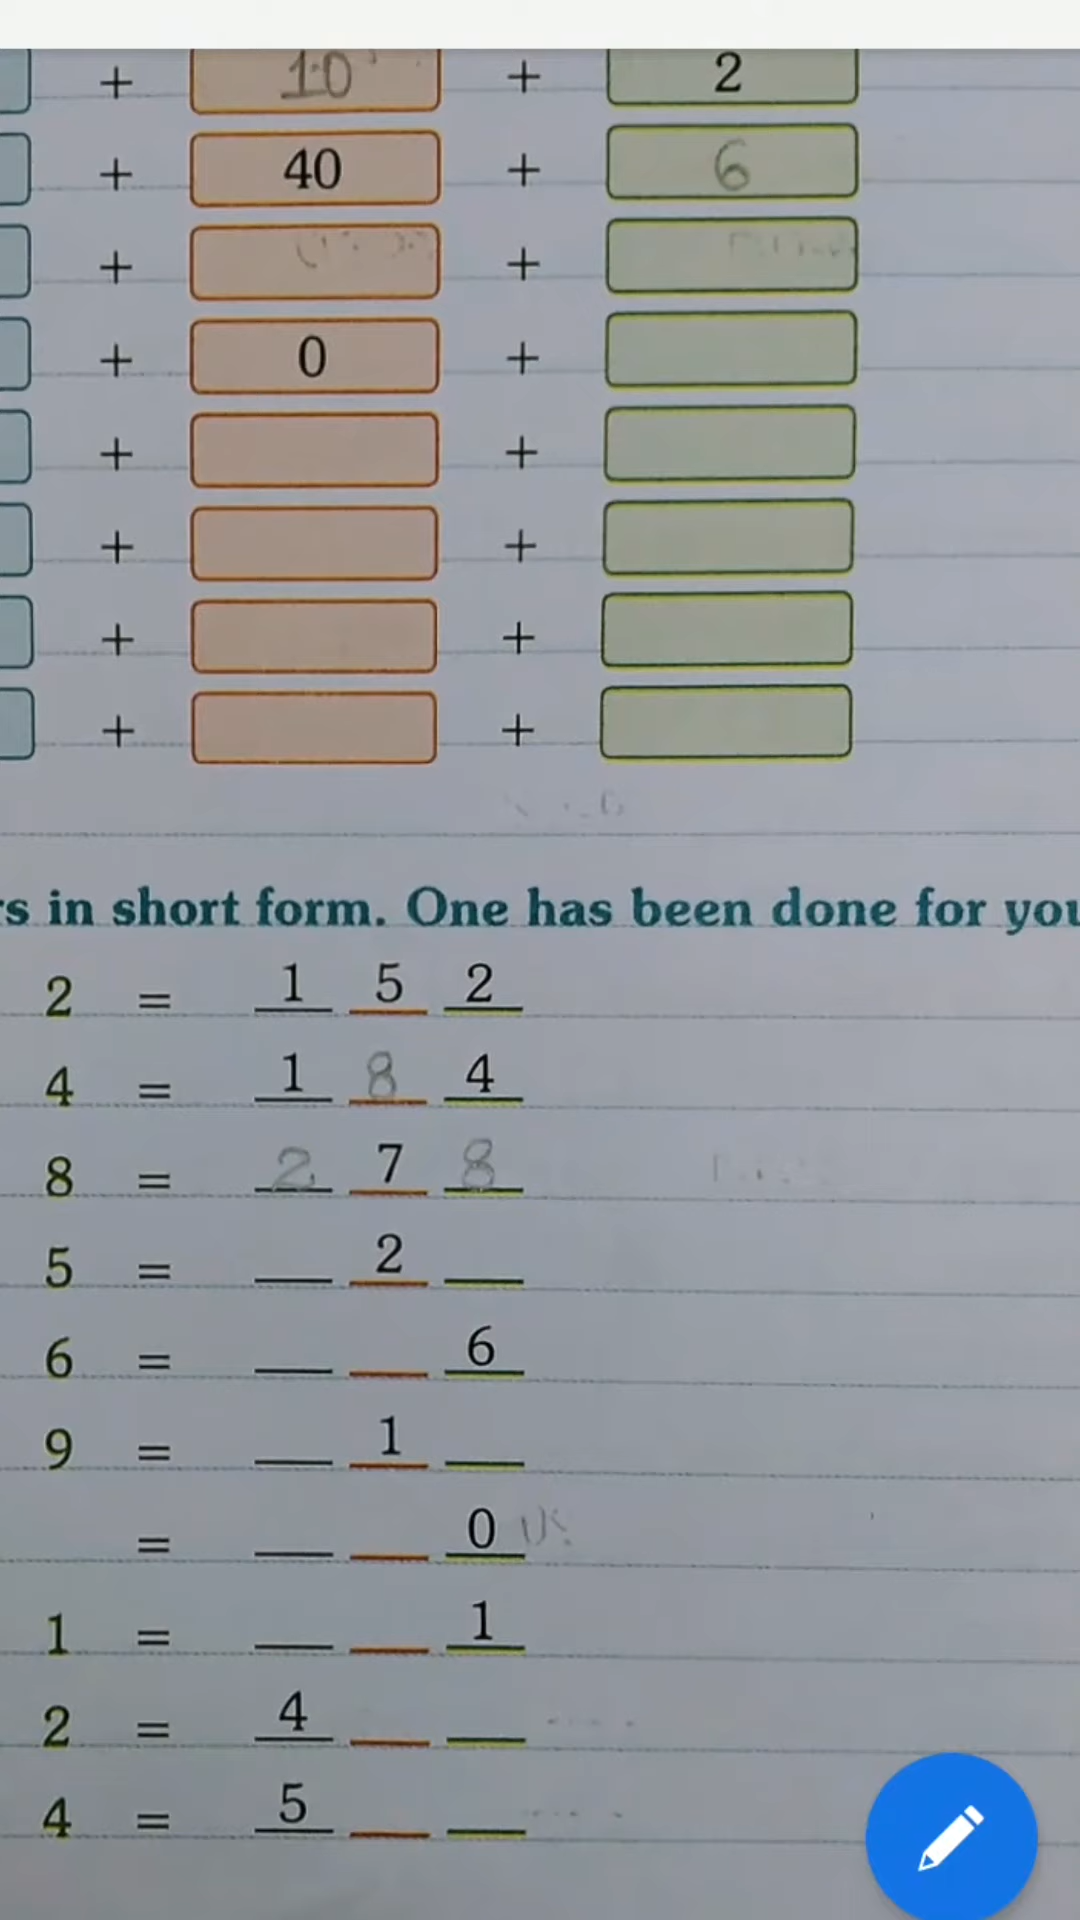 + 10 + 2
+ 40 + 6
+ +
+ 0 +
+ +
+ +
+ +
+ +
s in short form. One has been done for you
2 = 1 5 2
4 = 1 8 4
8 = 2 7 8
5 = _ 2 _
6 = _ _ 6
9 = _ 1 _
= _ _ 0
1 = _ _ 1
2 = 4 _ _
4 = 5 _ _